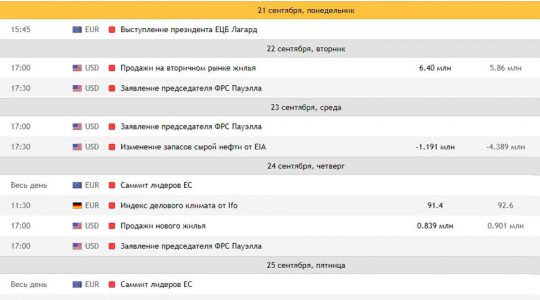 21 сентября, понедельник
15:45 EUR Выступление президента ЕЦБ Лагард
22 сентября, вторник
17:00 USD Продажи на вторичном рынке жилья 6.40 млн 5.86 млн
17:30 USD Заявление председателя ФРС Пауэлла
23 сентября, среда
17:00 USD Заявление председателя ФРС Пауэлла
17:30 USD Изменение запасов сырой нефти от EIA -1.191 млн -4.389 млн
24 сентября, четверг
Весь день EUR Саммит лидеров ЕС
11:30 EUR Индекс делового климата от Ifo 91.4 92.6
17:00 USD Продажи нового жилья 0.839 млн 0.901 млн
17:00 USD Заявление председателя ФРС Пауэлла
25 сентября, пятница
Весь день EUR Саммит лидеров ЕС